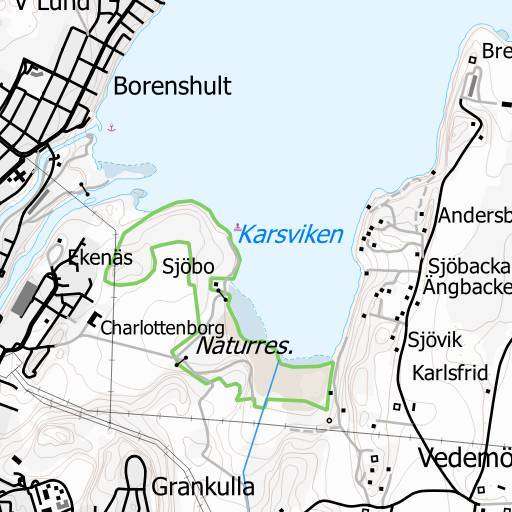 V Lund
Bre
Borenshult
Andersb
Karsviken
Ekenäs
Sjöbo
Sjöbacka
Ängbacke
Charlottenborg
Naturres.
Sjövik
Karlsfrid
Vedemö
Grankulla